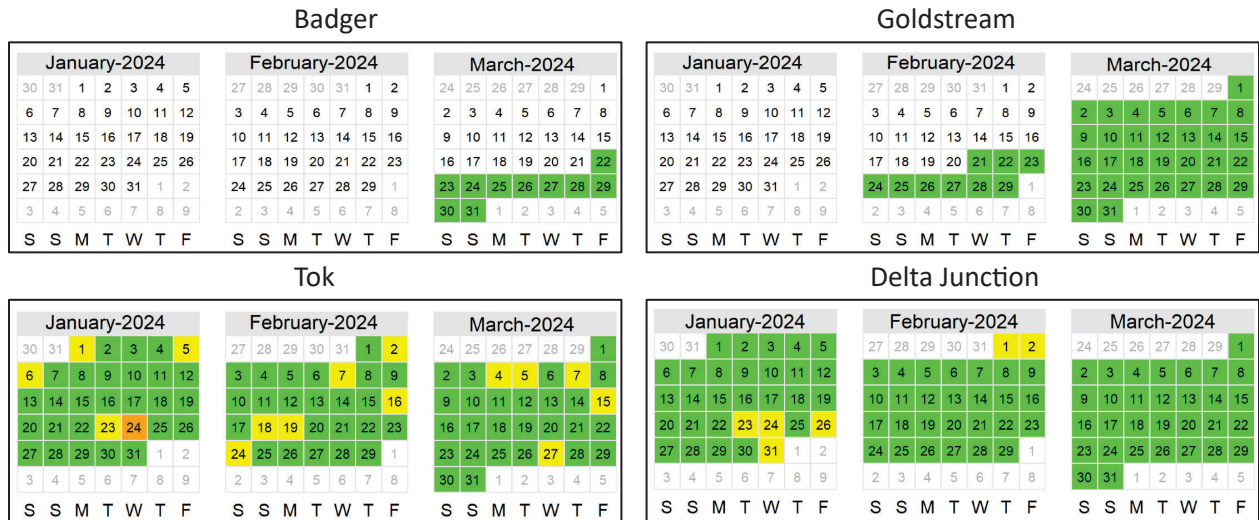 Badger
January-2024 February-2024 March-2024
30 31 1 2 3 4 5 27 28 29 30 31 1 2 24 25 26 27 28 29 1
6 7 8 9 10 11 12 3 4 5 6 7 8 9 2 3 4 5 6 7 8
13 14 15 16 17 18 19 10 11 12 13 14 15 16 9 10 11 12 13 14 15
20 21 22 23 24 25 26 17 18 19 20 21 22 23 16 17 18 19 20 21 22
27 28 29 30 31 1 2 24 25 26 27 28 29 1 23 24 25 26 27 28 29
3 4 5 6 7 8 9 2 3 4 5 6 7 8 30 31 1 2 3 4 5
S S M T W T F S S M T W T F S S M T W T F
Goldstream
January-2024 February-2024 March-2024
30 31 1 2 3 4 5 27 28 29 30 31 1 2 24 25 26 27 28 29 1
6 7 8 9 10 11 12 3 4 5 6 7 8 9 2 3 4 5 6 7 8
13 14 15 16 17 18 19 10 11 12 13 14 15 16 9 10 11 12 13 14 15
20 21 22 23 24 25 26 17 18 19 20 21 22 23 16 17 18 19 20 21 22
27 28 29 30 31 1 2 24 25 26 27 28 29 1 23 24 25 26 27 28 29
3 4 5 6 7 8 9 2 3 4 5 6 7 8 30 31 1 2 3 4 5
S S M T W T F S S M T W T F S S M T W T F
Tok
January-2024 February-2024 March-2024
30 31 1 2 3 4 5 27 28 29 30 31 1 2 24 25 26 27 28 29 1
6 7 8 9 10 11 12 3 4 5 6 7 8 9 2 3 4 5 6 7 8
13 14 15 16 17 18 19 10 11 12 13 14 15 16 9 10 11 12 13 14 15
20 21 22 23 24 25 26 17 18 19 20 21 22 23 16 17 18 19 20 21 22
27 28 29 30 31 1 2 24 25 26 27 28 29 1 23 24 25 26 27 28 29
3 4 5 6 7 8 9 2 3 4 5 6 7 8 30 31 1 2 3 4 5
S S M T W T F S S M T W T F S S M T W T F
Delta Junction
January-2024 February-2024 March-2024
30 31 1 2 3 4 5 27 28 29 30 31 1 2 24 25 26 27 28 29 1
6 7 8 9 10 11 12 3 4 5 6 7 8 9 2 3 4 5 6 7 8
13 14 15 16 17 18 19 10 11 12 13 14 15 16 9 10 11 12 13 14 15
20 21 22 23 24 25 26 17 18 19 20 21 22 23 16 17 18 19 20 21 22
27 28 29 30 31 1 2 24 25 26 27 28 29 1 23 24 25 26 27 28 29
3 4 5 6 7 8 9 2 3 4 5 6 7 8 30 31 1 2 3 4 5
S S M T W T F S S M T W T F S S M T W T F